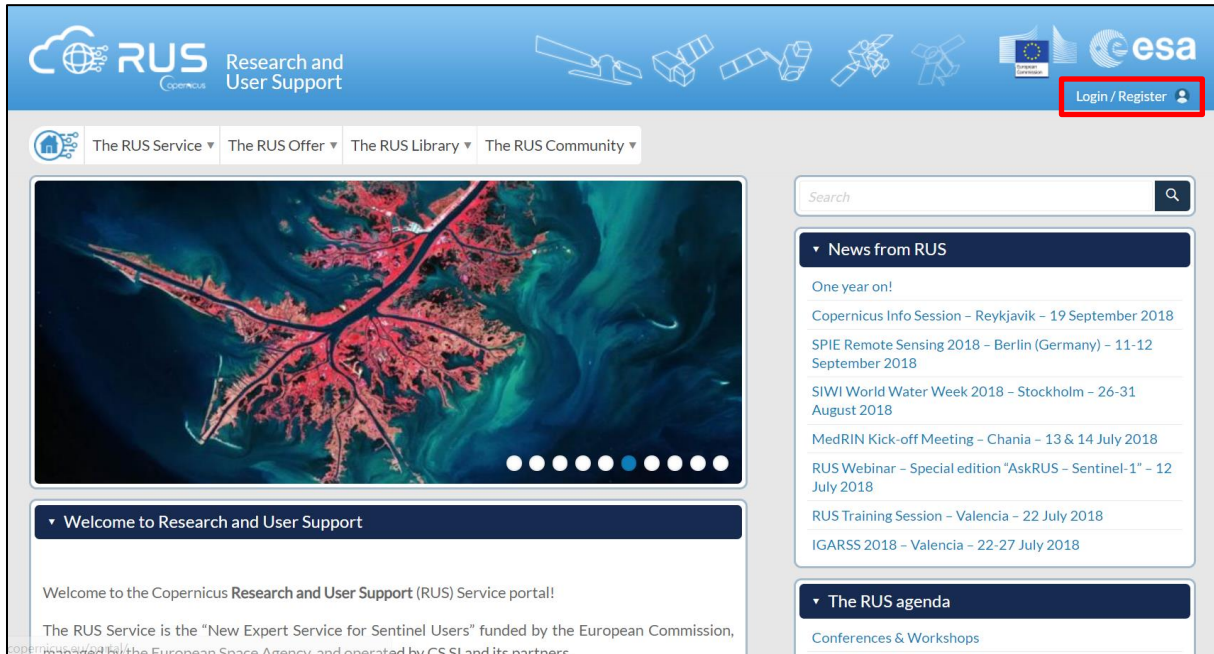 RUS
Copernicus
Research and
User Support
European
Commission
esa
Login / Register
The RUS Service ▾ The RUS Offer ▾ The RUS Library ▾ The RUS Community ▾
Search
▾ News from RUS
One year on!
Copernicus Info Session – Reykjavik – 19 September 2018
SPIE Remote Sensing 2018 – Berlin (Germany) – 11-12
September 2018
SIWI World Water Week 2018 – Stockholm – 26-31
August 2018
MedRIN Kick-off Meeting – Chania – 13 & 14 July 2018
RUS Webinar – Special edition “AskRUS – Sentinel-1” – 12
July 2018
RUS Training Session – Valencia – 22 July 2018
IGARSS 2018 – Valencia – 22-27 July 2018
▾ Welcome to Research and User Support
Welcome to the Copernicus Research and User Support (RUS) Service portal!
The RUS Service is the “New Expert Service for Sentinel Users” funded by the European Commission,
managed by the European Space Agency, and operated by CS SI and its partners.
copernicus.eu/portal/
▾ The RUS agenda
Conferences & Workshops